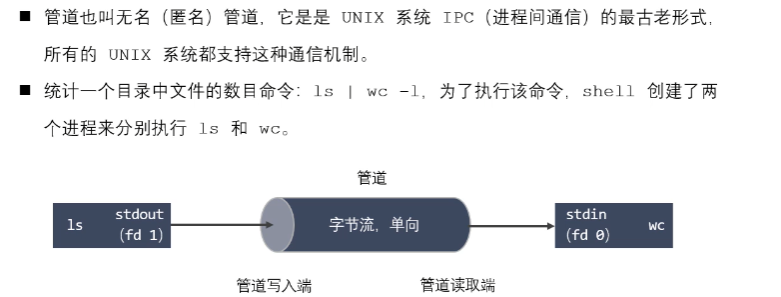 ■ 管道也叫无名（匿名）管道，它是是 UNIX 系统 IPC（进程间通信）的最古老形式，
所有的 UNIX 系统都支持这种通信机制。
■ 统计一个目录中文件的数目命令：ls | wc -l，为了执行该命令，shell 创建了两
个进程来分别执行 ls 和 wc。
管道
ls
stdout
(fd 1)
字节流，单向
stdin
(fd 0)
wc
管道写入端
管道读取端